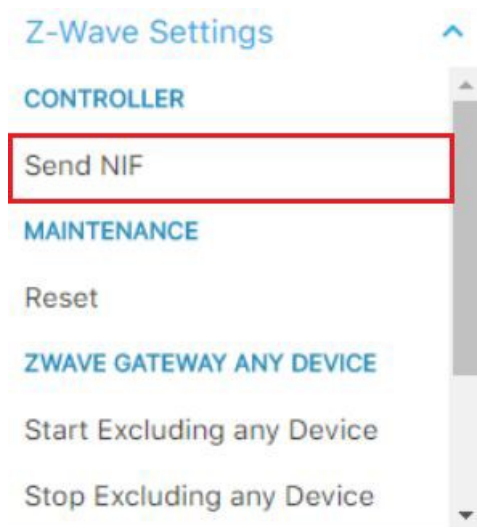 Z-Wave Settings
CONTROLLER
Send NIF
MAINTENANCE
Reset
ZWAVE GATEWAY ANY DEVICE
Start Excluding any Device
Stop Excluding any Device